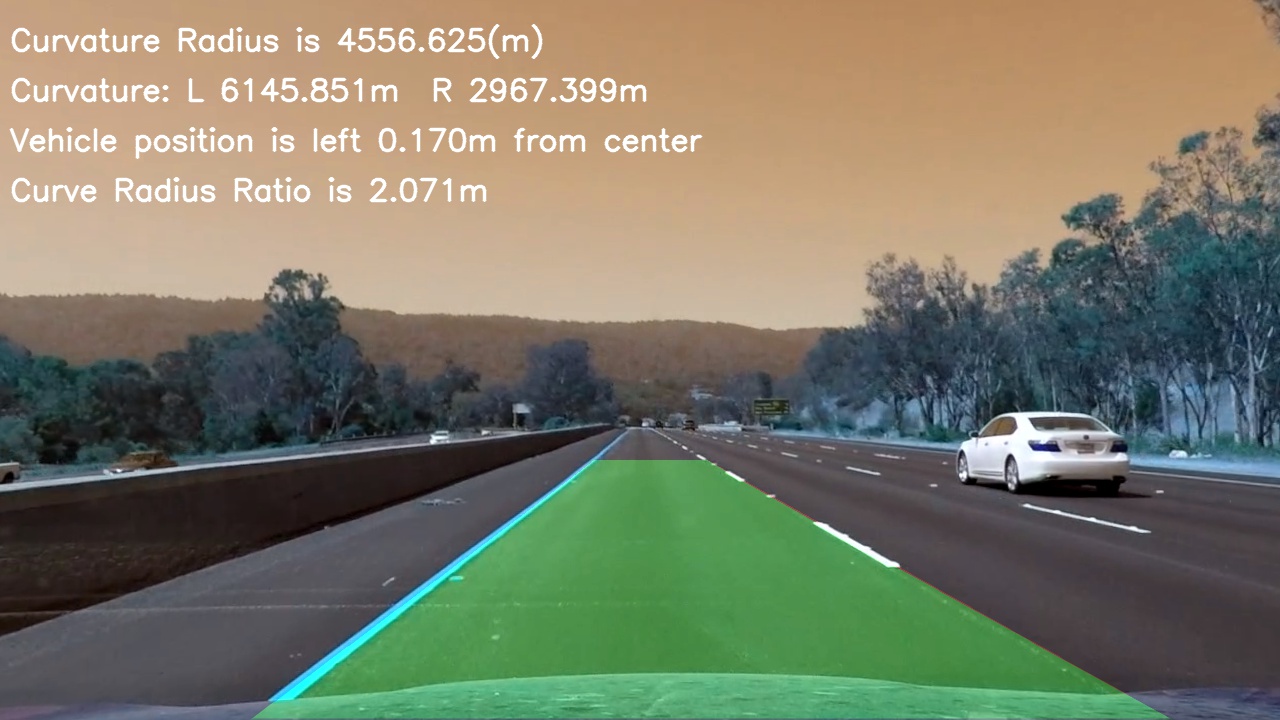 Curvature Radius is 4556.625(m)
Curvature: L 6145.851m R 2967.399m
Vehicle position is left 0.170m from center
Curve Radius Ratio is 2.071m